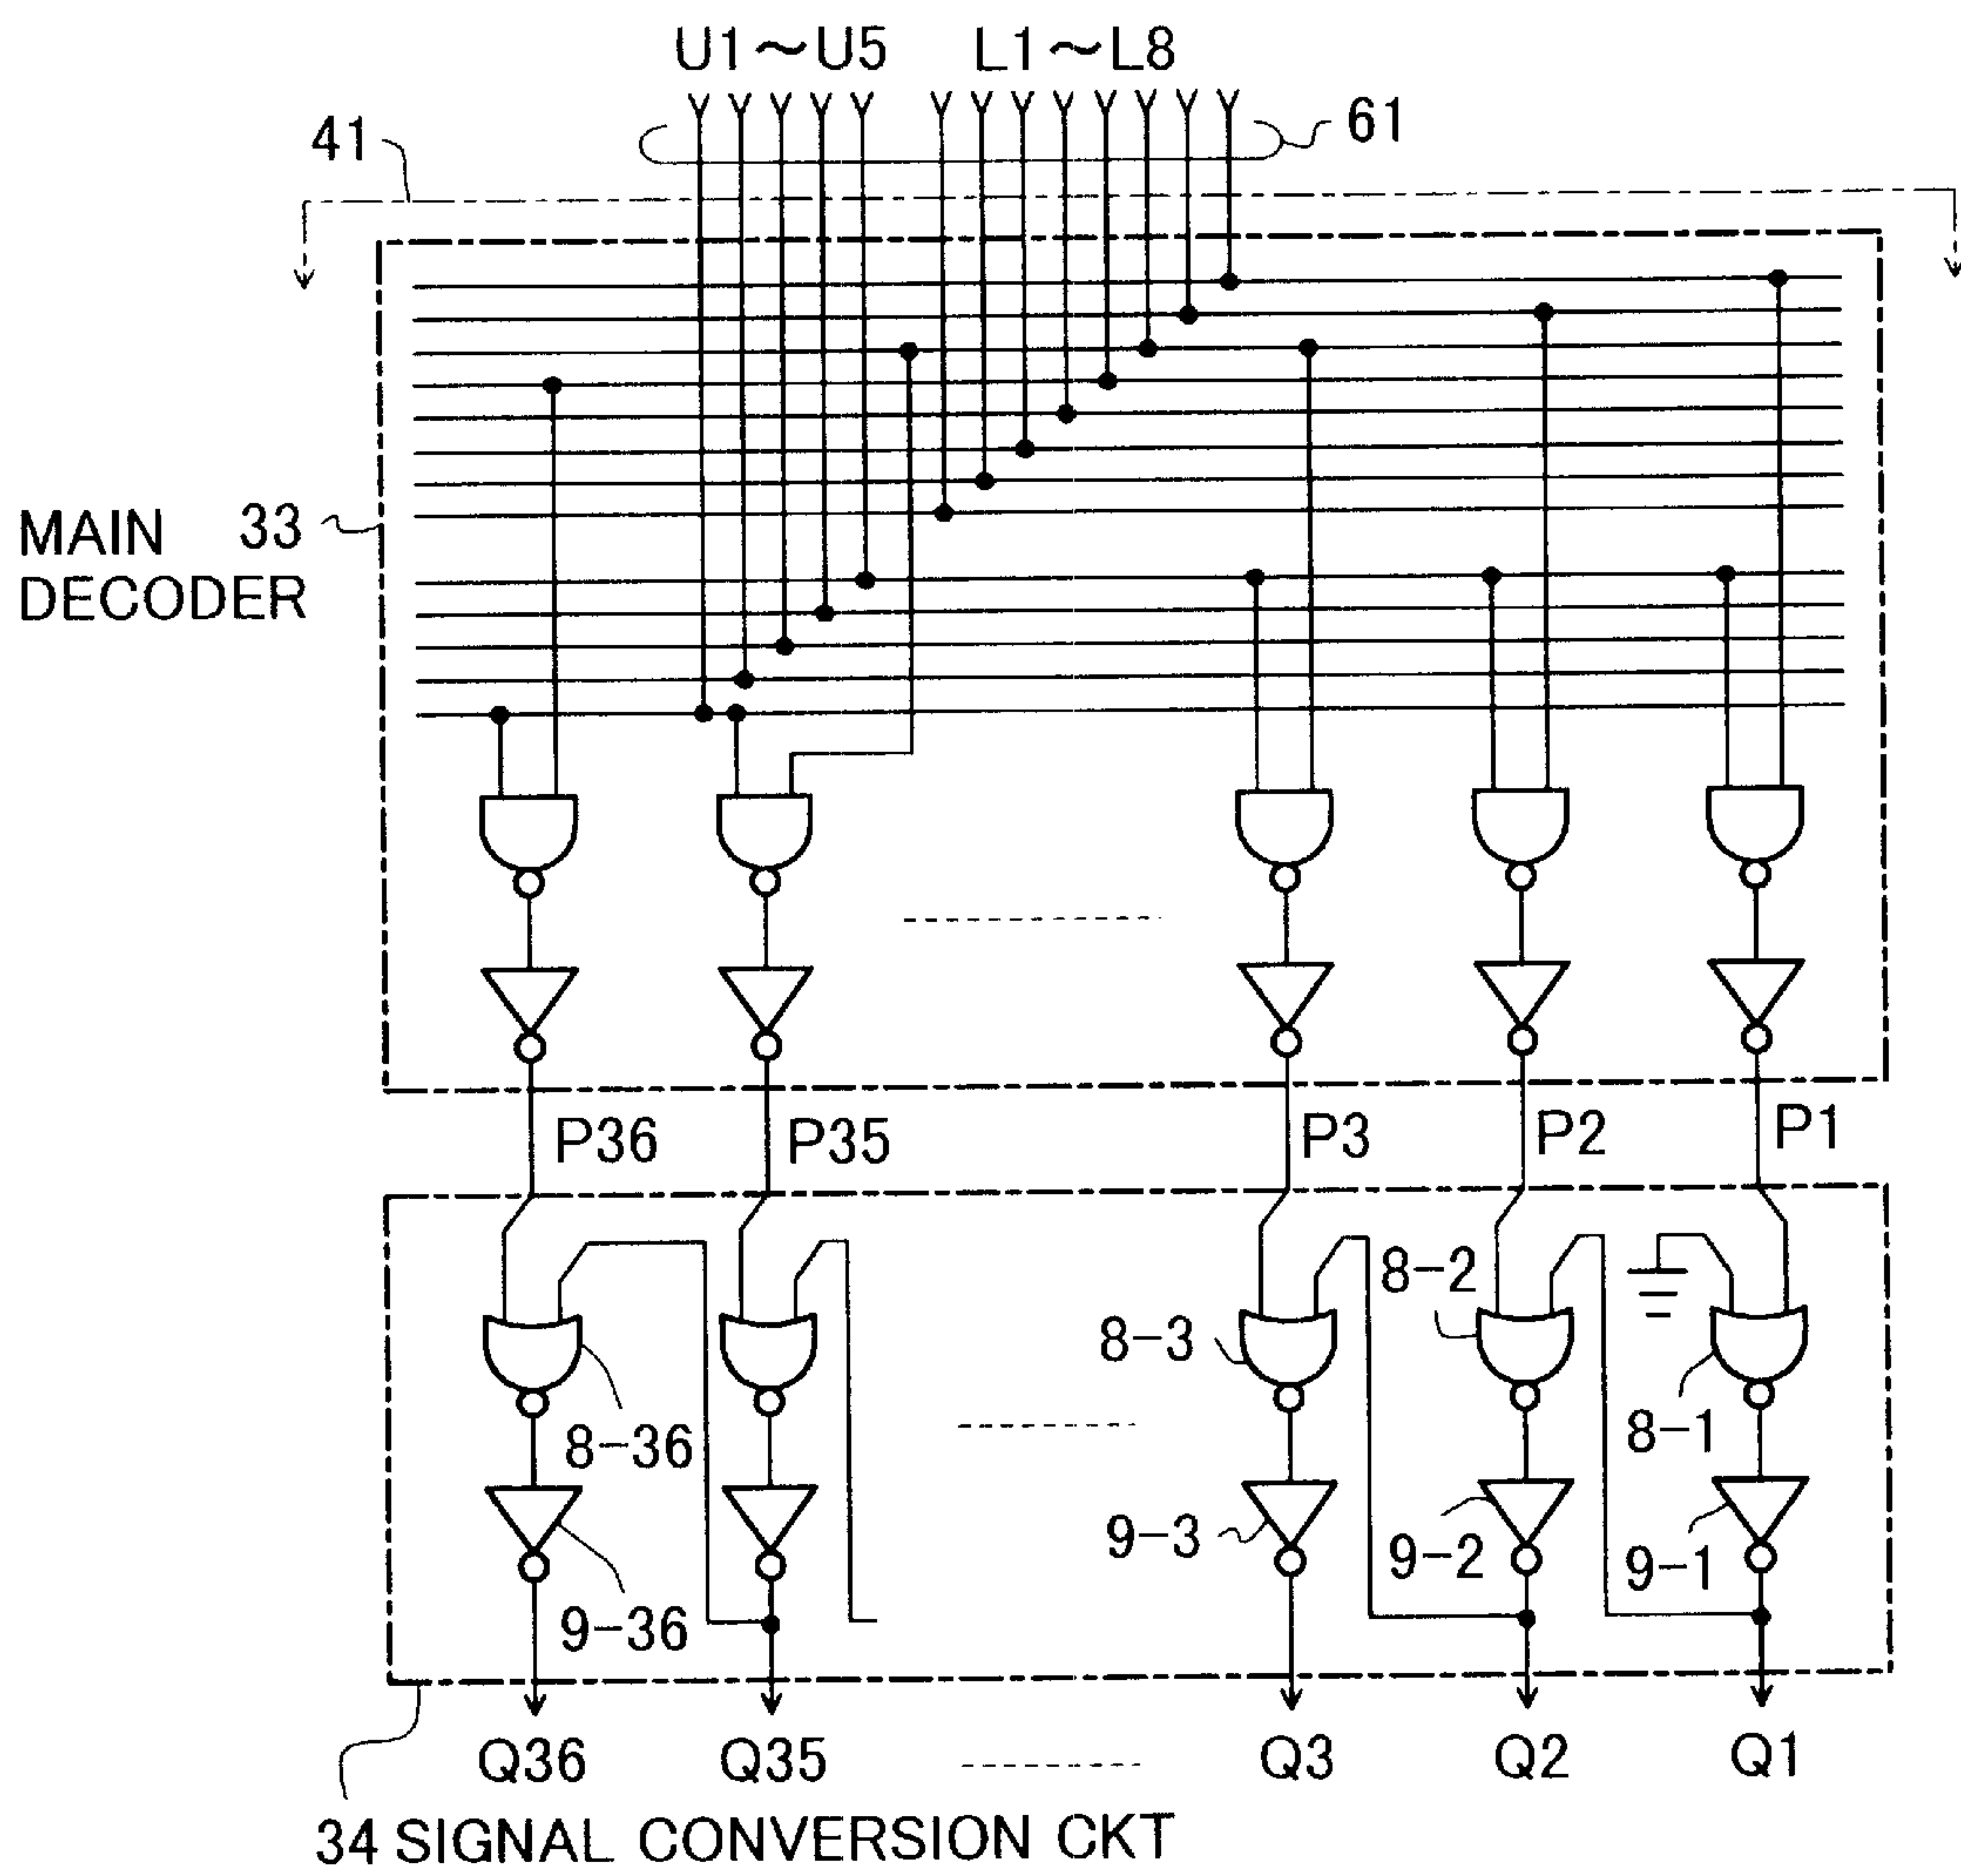 U1~U5 L1~L8
61
41
MAIN 33
DECODER
P36 P35 P3 P2 P1
8-2
8-3
8-36 8-1
9-3 9-2 9-1
9-36
Q36 Q35 Q3 Q2 Q1
34 SIGNAL CONVERSION CKT